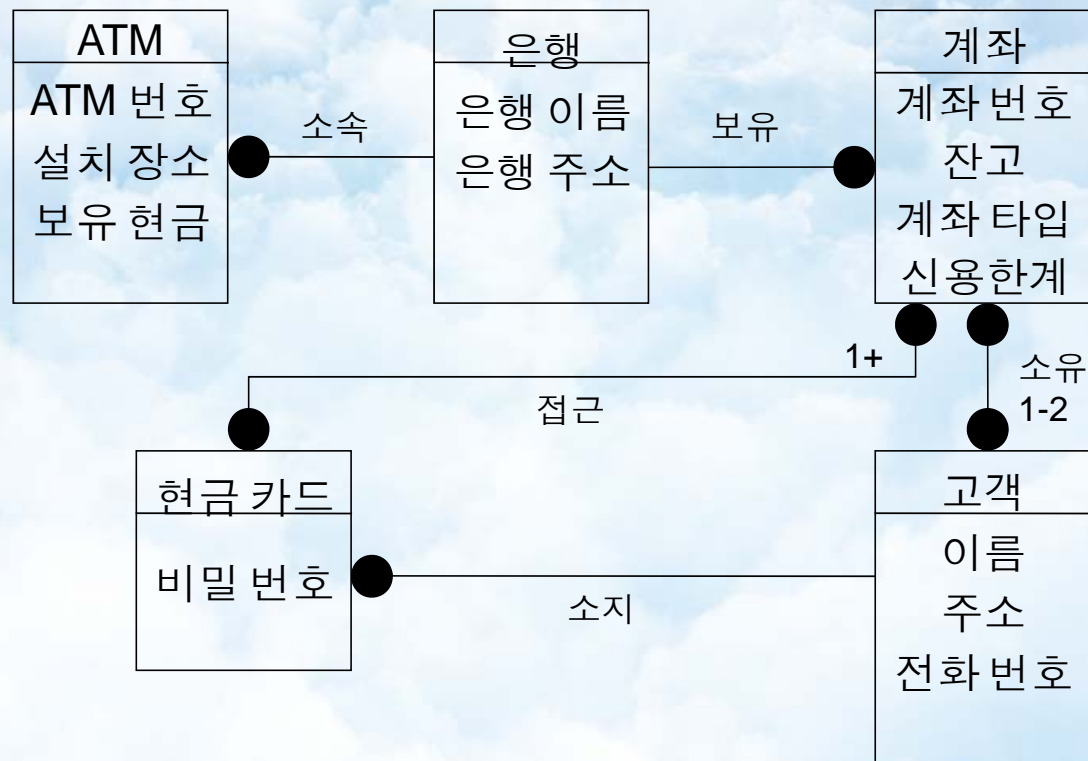 ATM
ATM 번호
설치 장소
보유 현금
소속
은행
은행 이름
은행 주소
보유
계좌
계좌 번호
잔고
계좌 타입
신용한계
1+
접근
소유
1-2
현금 카드
비밀 번호
소지
고객
이름
주소
전화 번호